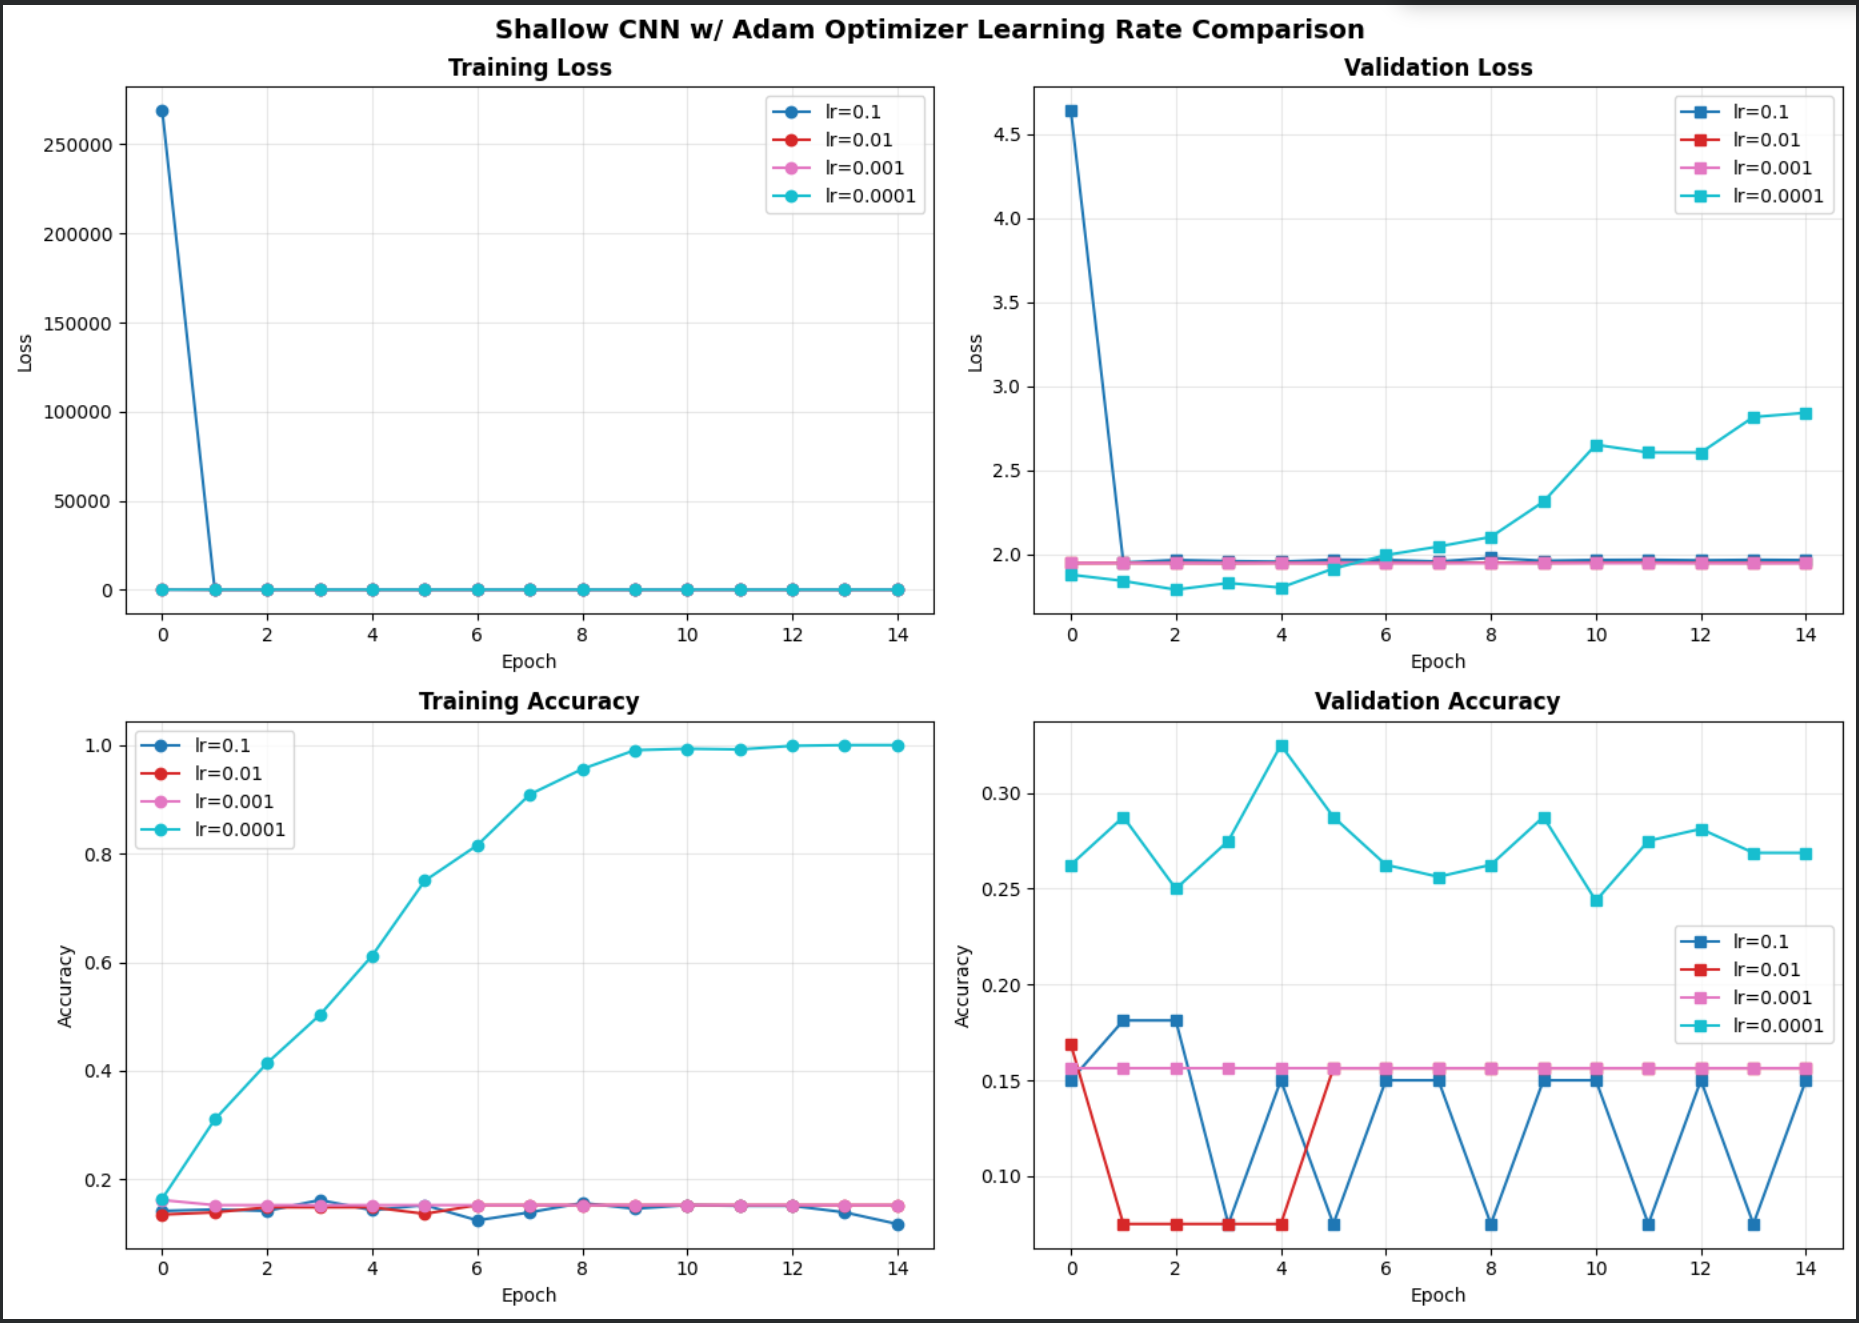 Shallow CNN w/ Adam Optimizer Learning Rate Comparison
Training Loss
Loss
250000
200000
150000
100000
50000
0
0 2 4 6 8 10 12 14
Epoch
lr=0.1
lr=0.01
lr=0.001
lr=0.0001
Validation Loss
Loss
4.5
4.0
3.5
3.0
2.5
2.0
0 2 4 6 8 10 12 14
Epoch
lr=0.1
lr=0.01
lr=0.001
lr=0.0001
Training Accuracy
Accuracy
1.0
0.8
0.6
0.4
0.2
0 2 4 6 8 10 12 14
Epoch
lr=0.1
lr=0.01
lr=0.001
lr=0.0001
Validation Accuracy
Accuracy
0.30
0.25
0.20
0.15
0.10
0 2 4 6 8 10 12 14
Epoch
lr=0.1
lr=0.01
lr=0.001
lr=0.0001